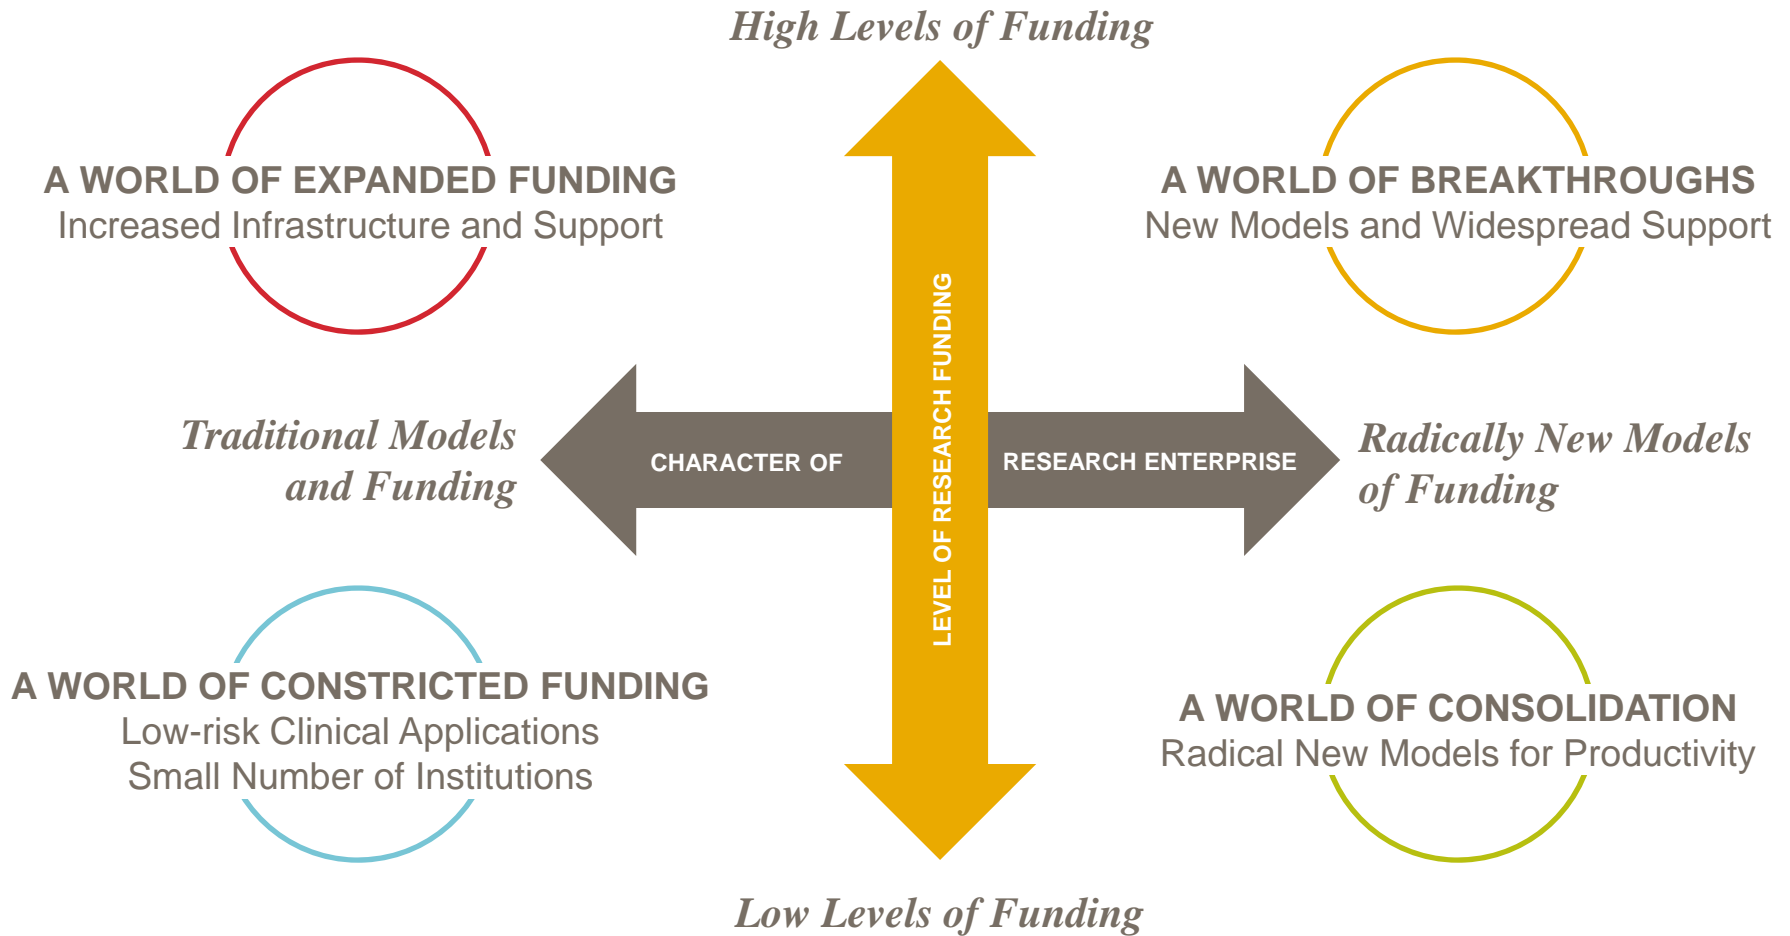 High Levels of Funding
A WORLD OF EXPANDED FUNDING
Increased Infrastructure and Support
A WORLD OF BREAKTHROUGHS
New Models and Widespread Support
LEVEL OF RESEARCH FUNDING
Traditional Models
and Funding
CHARACTER OF
RESEARCH ENTERPRISE
Radically New Models
of Funding
A WORLD OF CONSTRICTED FUNDING
Low-risk Clinical Applications
Small Number of Institutions
A WORLD OF CONSOLIDATION
Radical New Models for Productivity
Low Levels of Funding